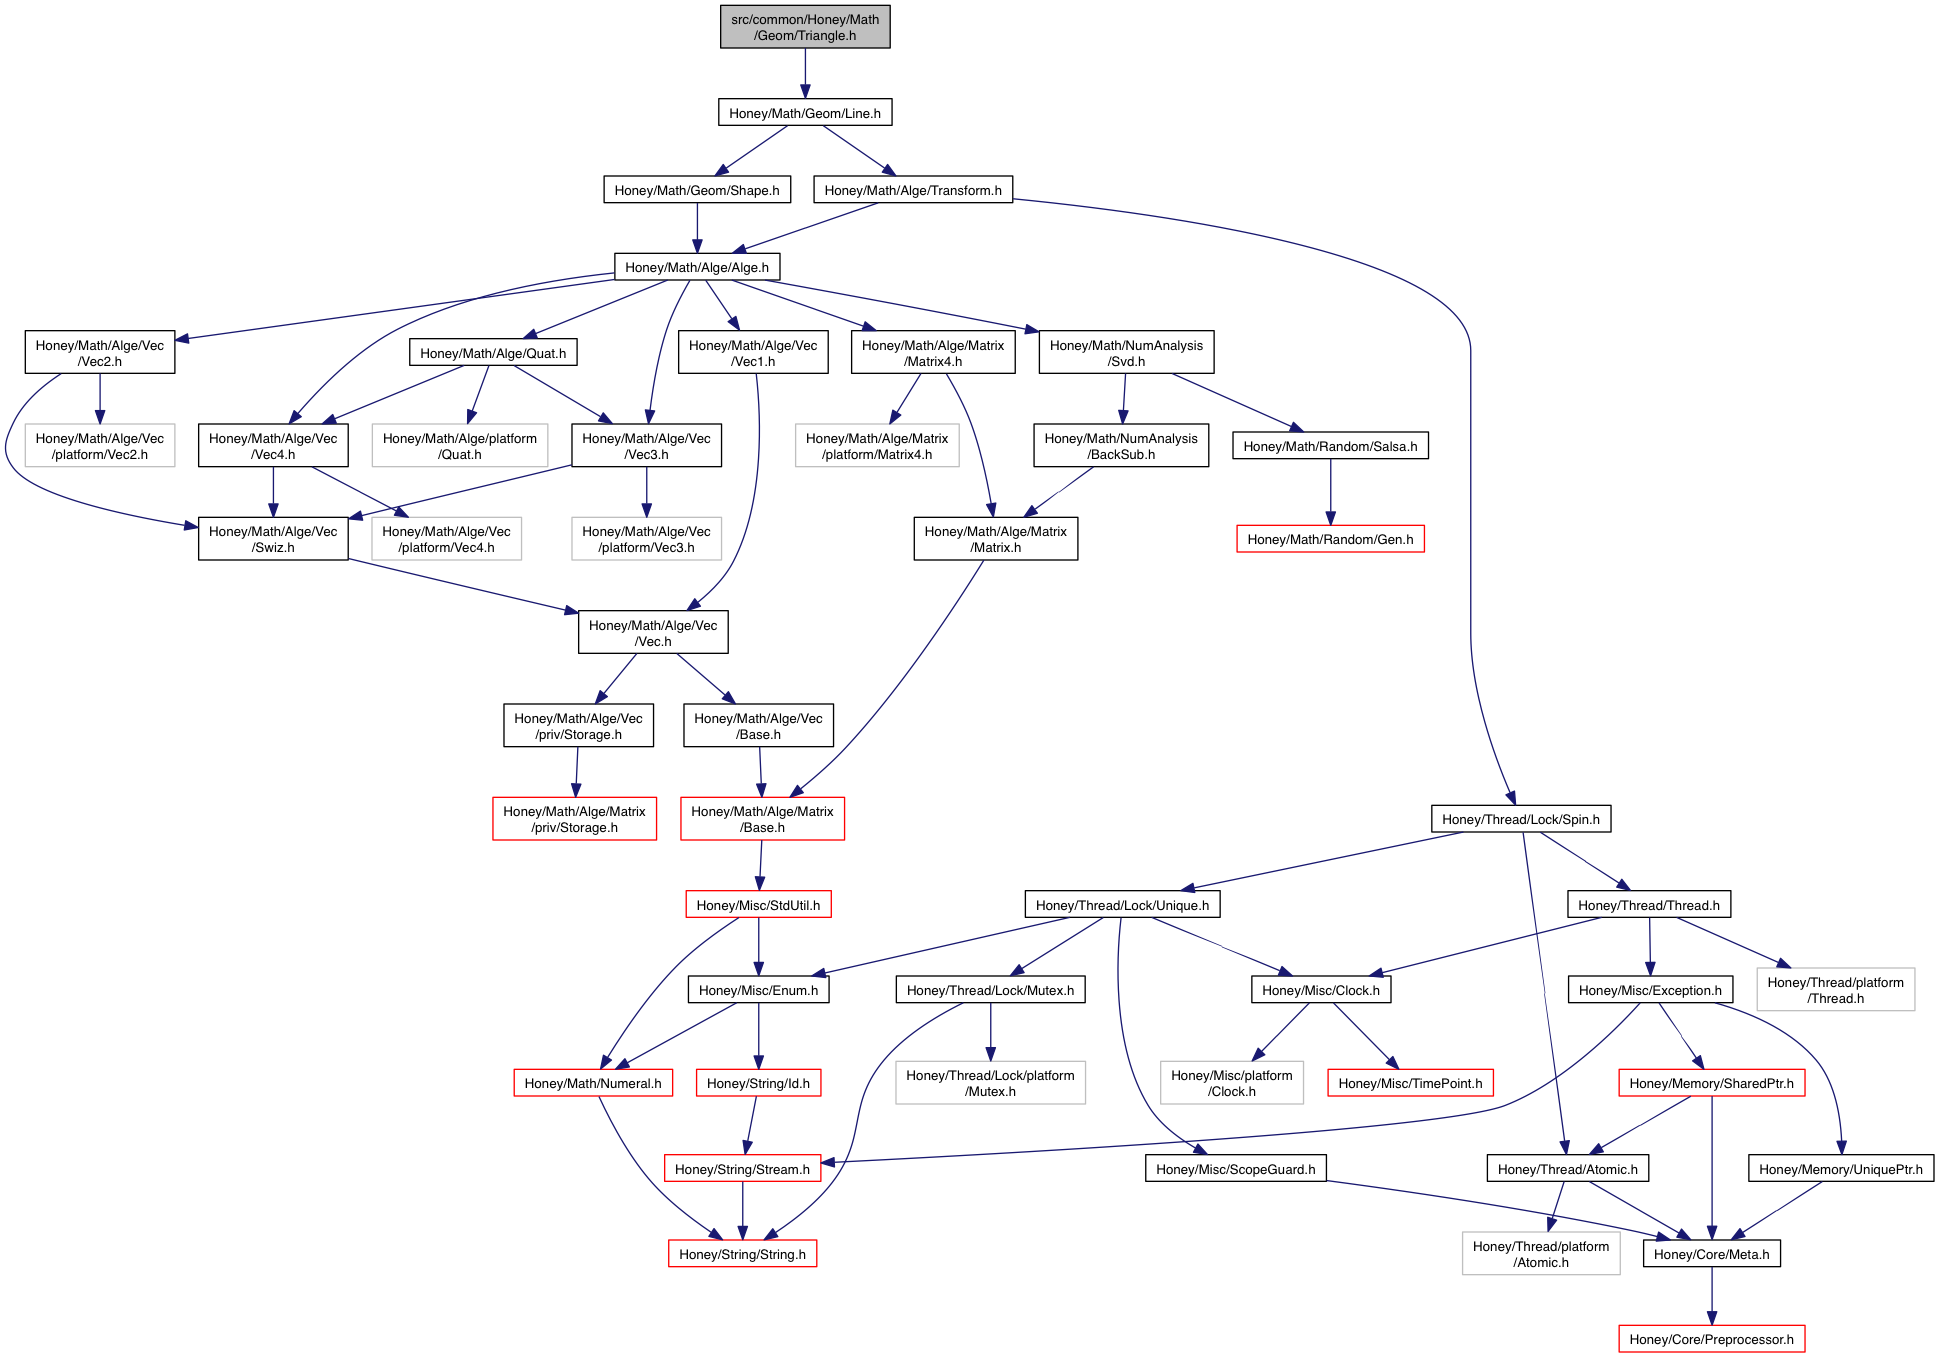 src/common/Honey/Math
/Geom/Triangle.h
Honey/Math/Geom/Line.h
Honey/Math/Geom/Shape.h
Honey/Math/Alge/Transform.h
Honey/Math/Alge/Alge.h
Honey/Math/Alge/Vec
/Vec2.h
Honey/Math/Alge/Quat.h
Honey/Math/Alge/Vec
/Vec1.h
Honey/Math/Alge/Matrix
/Matrix4.h
Honey/Math/NumAnalysis
/Svd.h
Honey/Math/Alge/Vec
/platform/Vec2.h
Honey/Math/Alge/Vec
/Vec4.h
Honey/Math/Alge/platform
/Quat.h
Honey/Math/Alge/Vec
/Vec3.h
Honey/Math/Alge/Matrix
/platform/Matrix4.h
Honey/Math/NumAnalysis
/BackSub.h
Honey/Math/Random/Salsa.h
Honey/Math/Alge/Vec
/Swiz.h
Honey/Math/Alge/Vec
/platform/Vec4.h
Honey/Math/Alge/Vec
/platform/Vec3.h
Honey/Math/Alge/Matrix
/Matrix.h
Honey/Math/Random/Gen.h
Honey/Math/Alge/Vec
/Vec.h
Honey/Math/Alge/Vec
/priv/Storage.h
Honey/Math/Alge/Vec
/Base.h
Honey/Math/Alge/Matrix
/priv/Storage.h
Honey/Math/Alge/Matrix
/Base.h
Honey/Thread/Lock/Spin.h
Honey/Misc/StdUtil.h
Honey/Thread/Lock/Unique.h
Honey/Thread/Thread.h
Honey/Misc/Enum.h
Honey/Thread/Lock/Mutex.h
Honey/Misc/Clock.h
Honey/Misc/Exception.h
Honey/Thread/platform
/Thread.h
Honey/Math/Numeral.h
Honey/String/Id.h
Honey/Thread/Lock/platform
/Mutex.h
Honey/Misc/platform
/Clock.h
Honey/Misc/TimePoint.h
Honey/Memory/SharedPtr.h
Honey/String/Stream.h
Honey/Misc/ScopeGuard.h
Honey/Thread/Atomic.h
Honey/Memory/UniquePtr.h
Honey/String/String.h
Honey/Thread/platform
/Atomic.h
Honey/Core/Meta.h
Honey/Core/Preprocessor.h